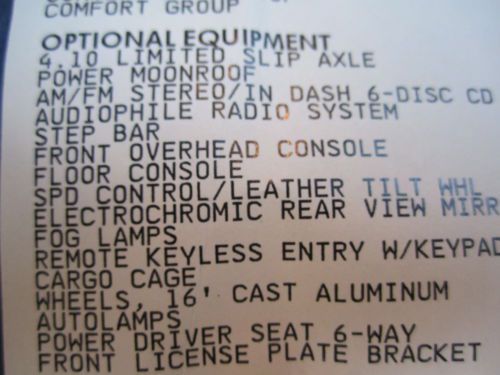 COMFORT GROUP
OPTIONAL EQUIPMENT
4.10 LIMITED SLIP AXLE
POWER MOONROOF
AM/FM STEREO/IN DASH 6-DISC CD
AUDIOPHILE RADIO SYSTEM
STEP BAR
FRONT OVERHEAD CONSOLE
FLOOR CONSOLE
SPD CONTROL/LEATHER TILT WHL
ELECTROCHROMIC REAR VIEW MIRR
FOG LAMPS
REMOTE KEYLESS ENTRY W/KEYPAD
CARGO CAGE
WHEELS, 16' CAST ALUMINUM
AUTOLAMPS
POWER DRIVER SEAT 6-WAY
FRONT LICENSE PLATE BRACKET